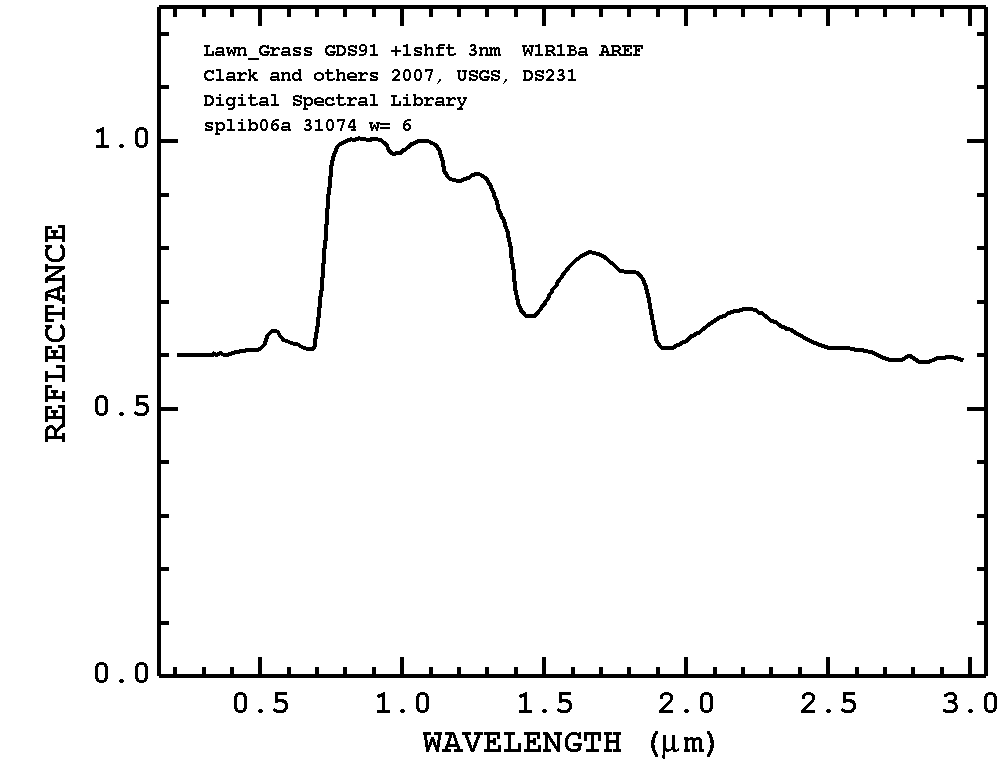 Lawn_Grass GDS91 +1shft 3nm W1R1Ba AREF
Clark and others 2007, USGS, DS231
Digital Spectral Library
splib06a 31074 w= 6
1.0
0.5
0.0
REFLECTANCE
0.5 1.0 1.5 2.0 2.5 3.0
WAVELENGTH (μm)